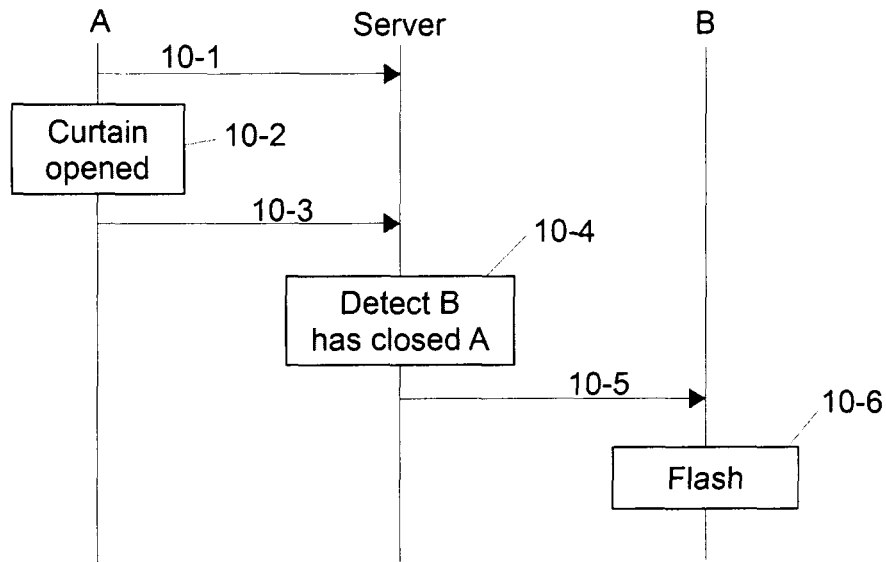 A
Server
B
10-1
Curtain
opened
10-2
10-3
10-4
Detect B
has closed A
10-5
10-6
Flash